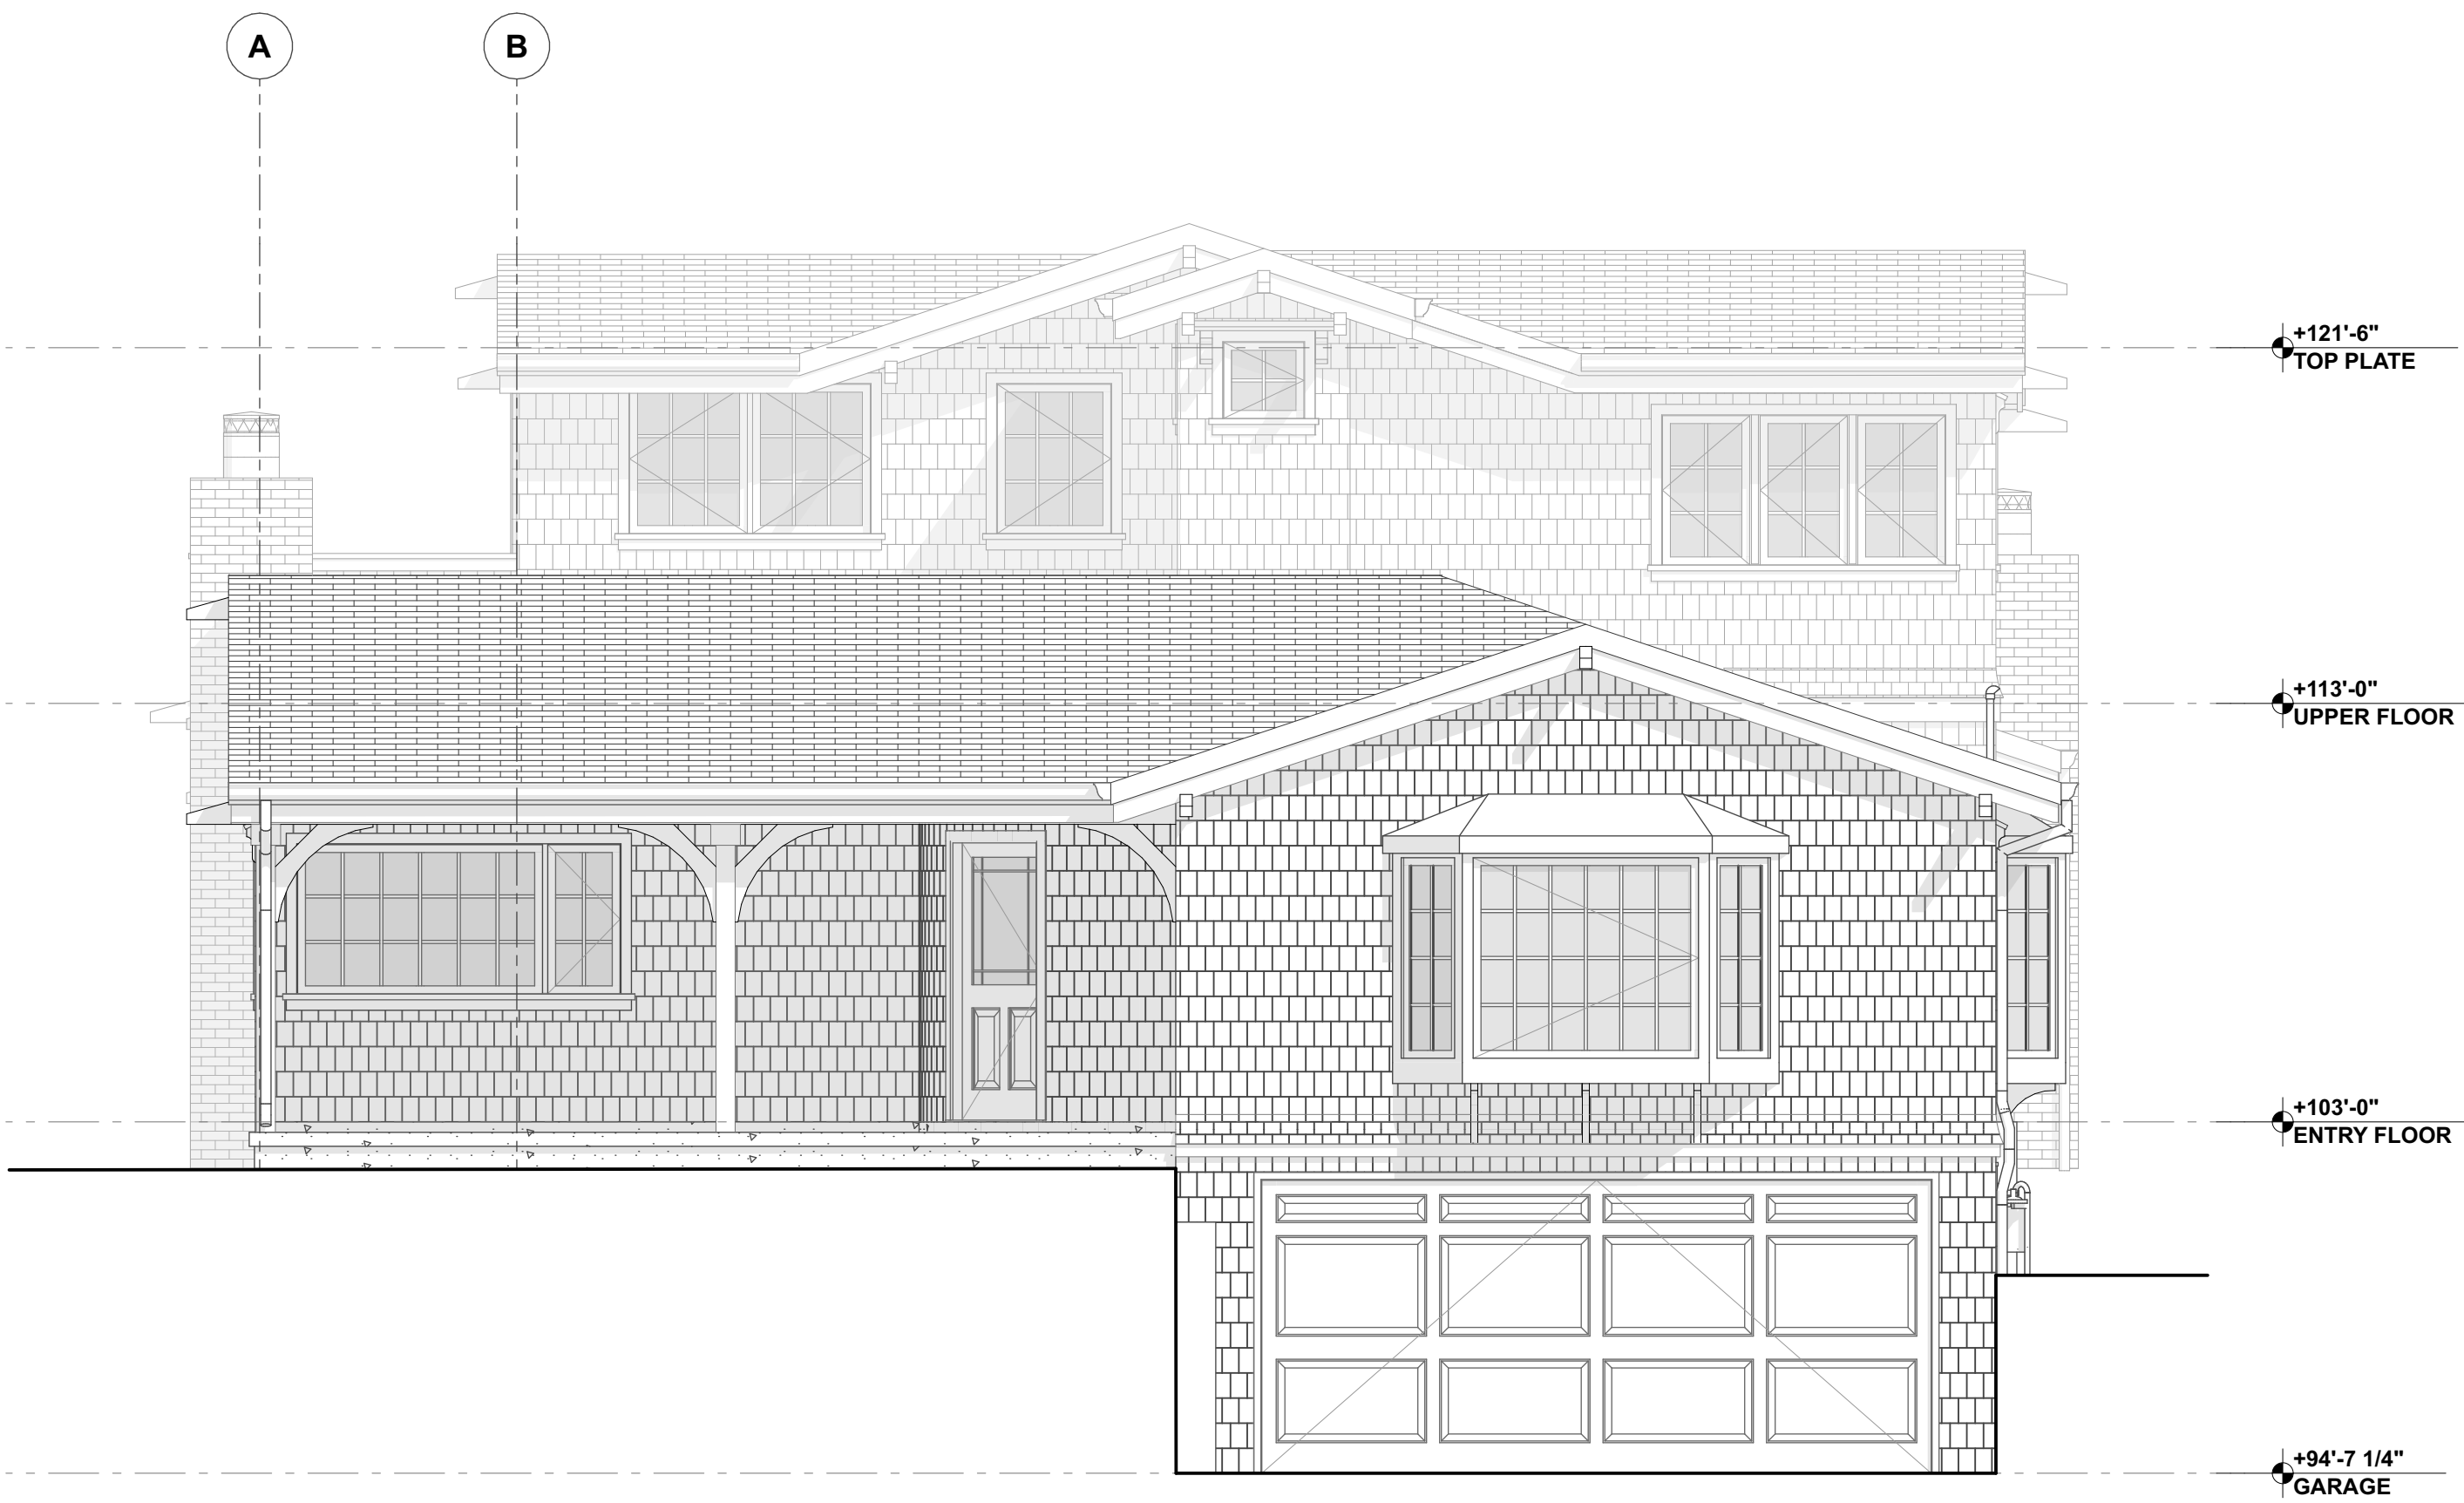 A
B
+121'-6"
TOP PLATE
+113'-0"
UPPER FLOOR
+103'-0"
ENTRY FLOOR
+94'-7 1/4"
GARAGE